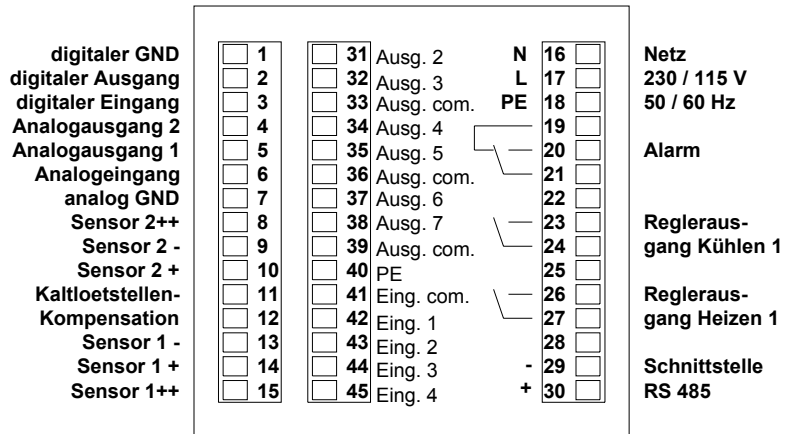 digitaler GND 1 31 Ausg. 2 N 16 Netz
digitaler Ausgang 2 32 Ausg. 3 L 17 230 / 115 V
digitaler Eingang 3 33 Ausg. com. PE 18 50 / 60 Hz
Analogausgang 2 4 34 Ausg. 4 19
Analogausgang 1 5 35 Ausg. 5 20 Alarm
Analogeingang 6 36 Ausg. com. 21
analog GND 7 37 Ausg. 6 22
Sensor 2++ 8 38 Ausg. 7 23 Regleraus-
Sensor 2 - 9 39 Ausg. com. 24 gang Kühlen 1
Sensor 2 + 10 40 PE 25
Kaltloetstellen- 11 41 Eing. com. 26 Regleraus-
Kompensation 12 42 Eing. 1 27 gang Heizen 1
Sensor 1 - 13 43 Eing. 2 28
Sensor 1 + 14 44 Eing. 3 - 29 Schnittstelle
Sensor 1++ 15 45 Eing. 4 + 30 RS 485